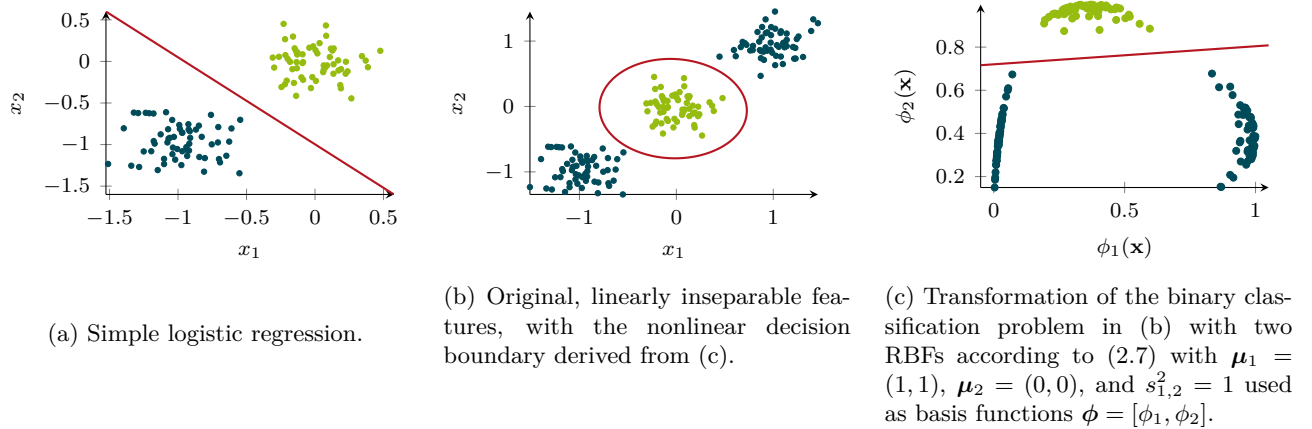 0.5
0
−0.5
−1
−1.5
x₂
−1.5 −1 −0.5 0 0.5
x₁
(a) Simple logistic regression.
1
0
−1
x₂
−1 0 1
x₁
(b) Original, linearly inseparable fea-
tures, with the nonlinear decision
boundary derived from (c).
0.8
0.6
0.4
0.2
ϕ₂(𝐱)
0 0.5 1
ϕ₁(𝐱)
(c) Transformation of the binary clas-
sification problem in (b) with two
RBFs according to (2.7) with 𝝁₁ =
(1, 1), 𝝁₂ = (0, 0), and s²₁,₂ = 1 used
as basis functions 𝝓 = [ϕ₁, ϕ₂].